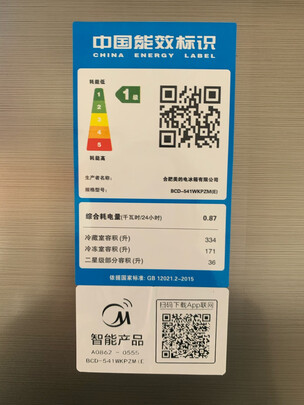 中国能效标识
CHINA ENERGY LABEL
耗能低
1
2
3
4
5
耗能高
1级
生产者名称: 合肥美的电冰箱有限公司
规格型号: BCD-541WKPZM(E)
综合耗电量(千瓦时/24小时) 0.87
冷藏室容积(升) 334
冷冻室容积(升) 171
二星级部分容积(升) 36
依据国家标准: GB 12021.2-2015
扫码下载App联网
智能产品
A0862 - 0555
BCD-541WKPZM(E